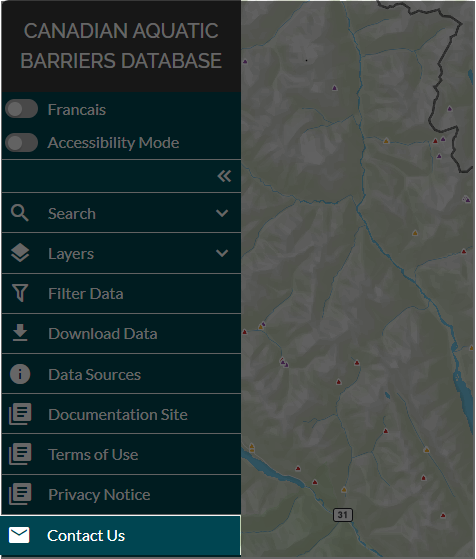 CANADIAN AQUATIC
BARRIERS DATABASE
Francais
Accessibility Mode
Search
Layers
Filter Data
Download Data
Data Sources
Documentation Site
Terms of Use
Privacy Notice
Contact Us
31